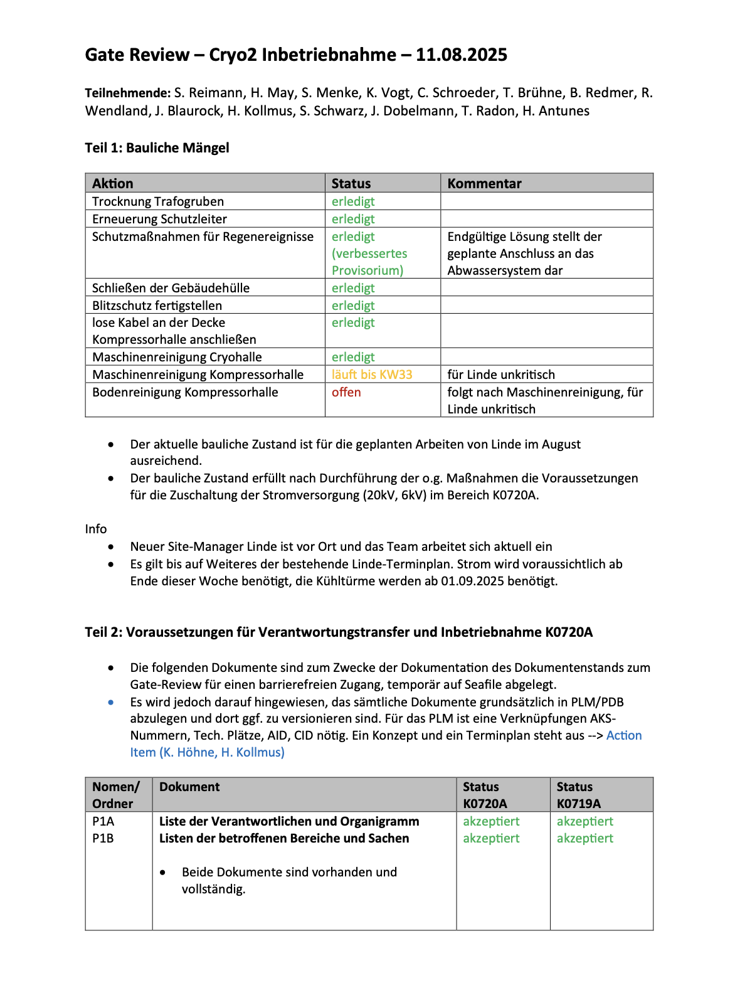 Gate Review – Cryo2 Inbetriebnahme – 11.08.2025
Teilnehmende: S. Reimann, H. May, S. Menke, K. Vogt, C. Schroeder, T. Brühne, B. Redmer, R.
Wendland, J. Blaurock, H. Kollmus, S. Schwarz, J. Dobelmann, T. Radon, H. Antunes
Teil 1: Bauliche Mängel
Aktion Status Kommentar
Trocknung Trafogruben erledigt
Erneuerung Schutzleiter erledigt
Schutzmaßnahmen für Regenereignisse erledigt Endgültige Lösung stellt der
(verbessertes geplante Anschluss an das
Provisorium) Abwassersystem dar
Schließen der Gebäudehülle erledigt
Blitzschutz fertigstellen erledigt
lose Kabel an der Decke erledigt
Kompressorhalle anschließen
Maschinenreinigung Cryohalle erledigt
Maschinenreinigung Kompressorhalle läuft bis KW33 für Linde unkritisch
Bodenreinigung Kompressorhalle offen folgt nach Maschinenreinigung, für
Linde unkritisch
• Der aktuelle bauliche Zustand ist für die geplanten Arbeiten von Linde im August
ausreichend.
• Der bauliche Zustand erfüllt nach Durchführung der o.g. Maßnahmen die Voraussetzungen
für die Zuschaltung der Stromversorgung (20kV, 6kV) im Bereich K0720A.
Info
• Neuer Site-Manager Linde ist vor Ort und das Team arbeitet sich aktuell ein
• Es gilt bis auf Weiteres der bestehende Linde-Terminplan. Strom wird voraussichtlich ab
Ende dieser Woche benötigt, die Kühltürme werden ab 01.09.2025 benötigt.
Teil 2: Voraussetzungen für Verantwortungstransfer und Inbetriebnahme K0720A
• Die folgenden Dokumente sind zum Zwecke der Dokumentation des Dokumentenstands zum
Gate-Review für einen barrierefreien Zugang, temporär auf Seafile abgelegt.
• Es wird jedoch darauf hingewiesen, das sämtliche Dokumente grundsätzlich in PLM/PDB
abzulegen und dort ggf. zu versionieren sind. Für das PLM ist eine Verknüpfungen AKS-
Nummern, Tech. Plätze, AID, CID nötig. Ein Konzept und ein Terminplan steht aus --> Action
Item (K. Höhne, H. Kollmus)
Nomen/ Dokument Status Status
Ordner K0720A K0719A
P1A Liste der Verantwortlichen und Organigramm akzeptiert akzeptiert
P1B Listen der betroffenen Bereiche und Sachen akzeptiert akzeptiert
• Beide Dokumente sind vorhanden und
vollständig.